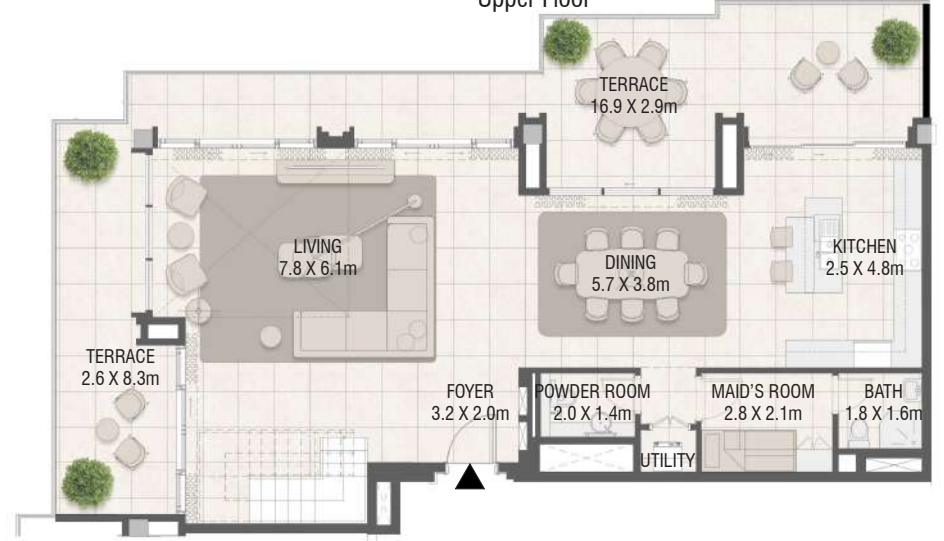 Upper Floor
TERRACE
16.9 X 2.9m
LIVING
7.8 X 6.1m
DINING
5.7 X 3.8m
KITCHEN
2.5 X 4.8m
TERRACE
2.6 X 8.3m
FOYER
3.2 X 2.0m
POWDER ROOM
2.0 X 1.4m
MAID'S ROOM
2.8 X 2.1m
BATH
1.8 X 1.6m
UTILITY